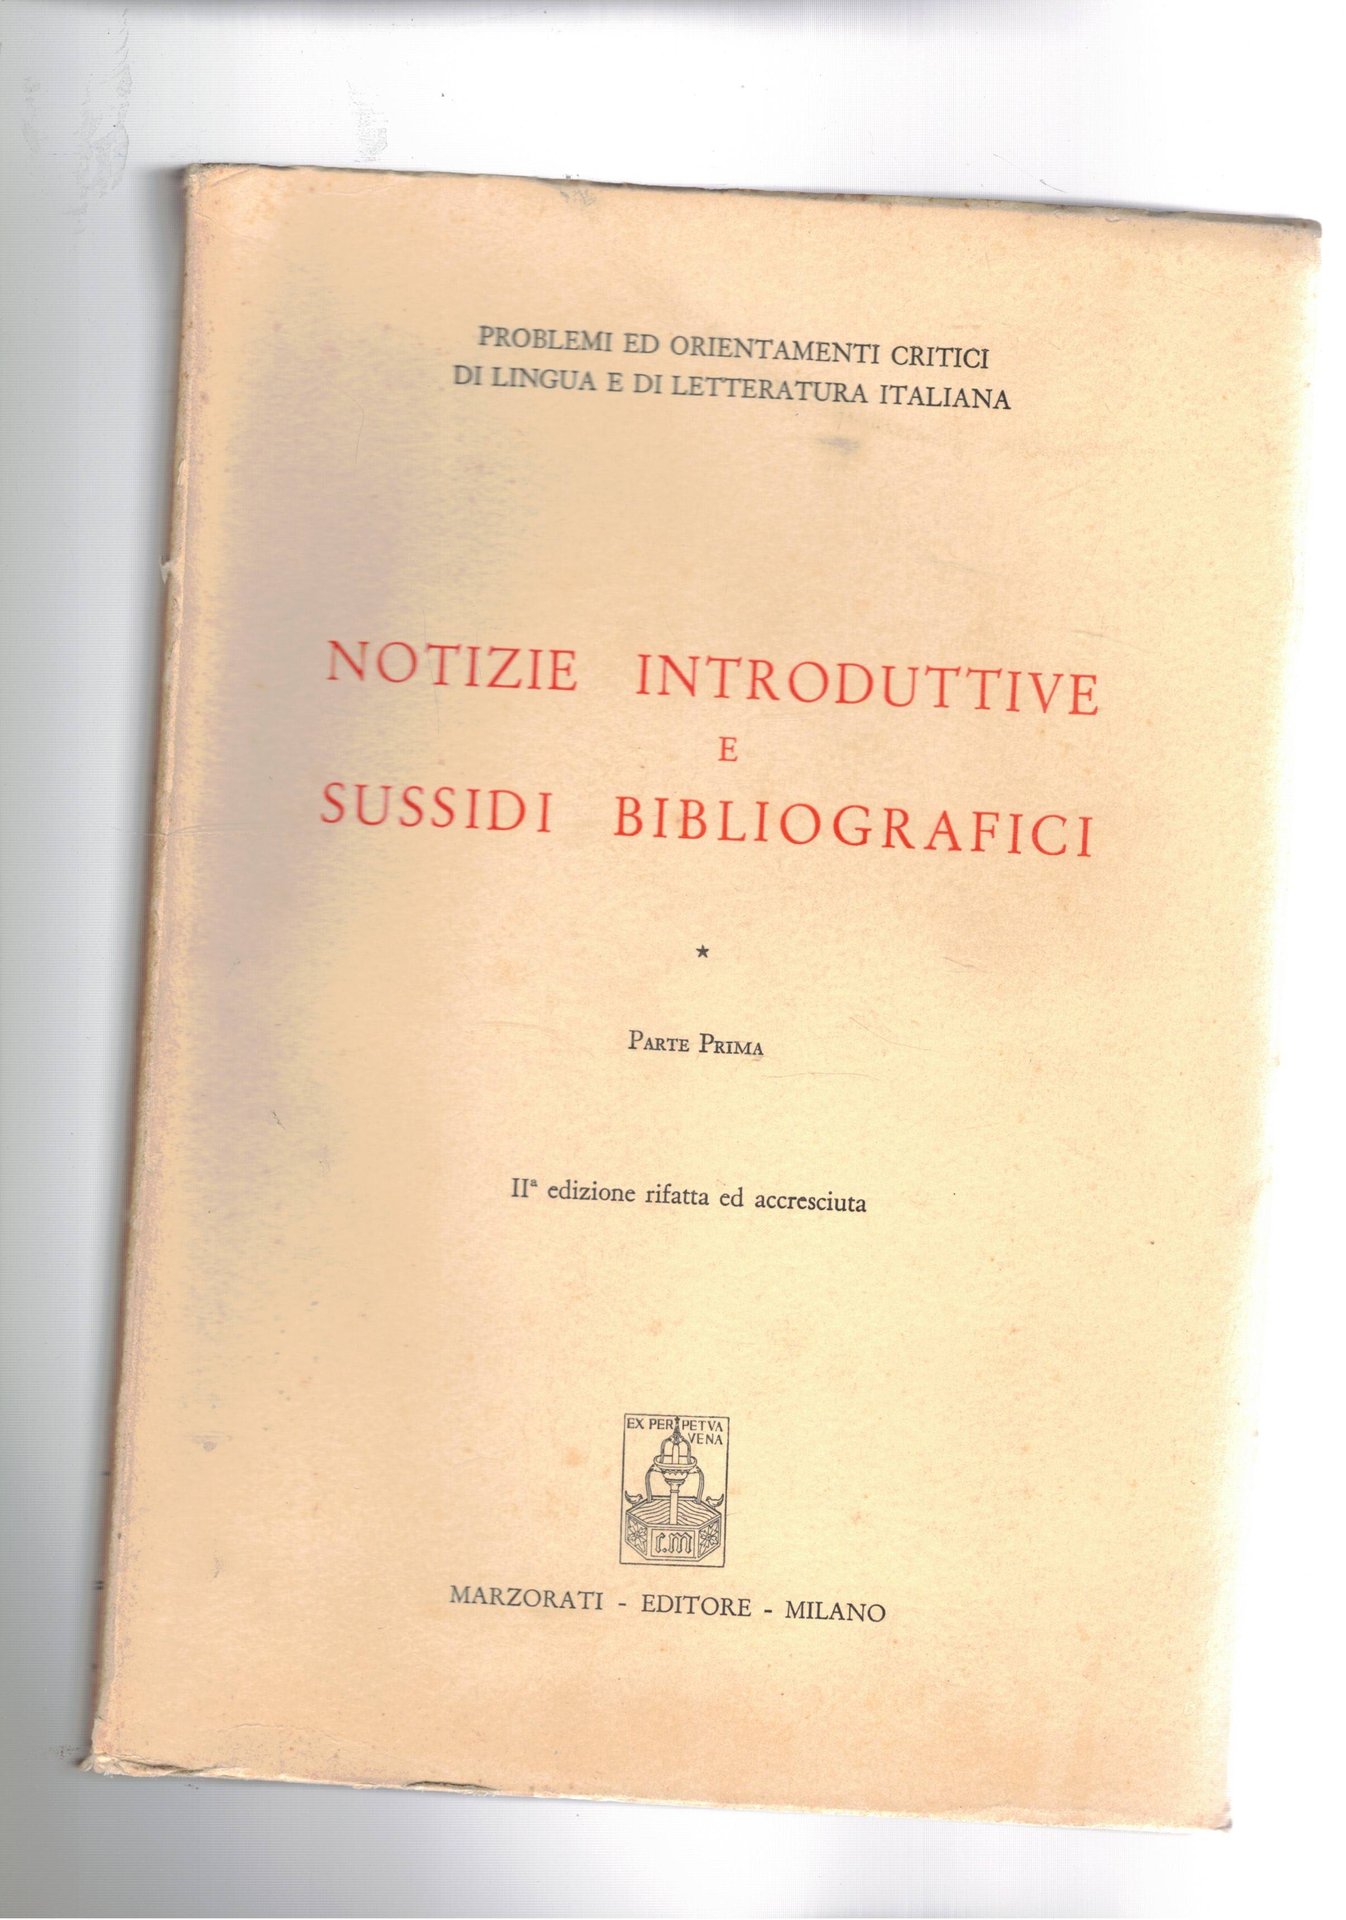 PROBLEMI ED ORIENTAMENTI CRITICI
DI LINGUA E DI LETTERATURA ITALIANA
NOTIZIE INTRODUTTIVE
E
SUSSIDI BIBLIOGRAFICI
★
PARTE PRIMA
IIª edizione rifatta ed accresciuta
EX PERPETVA
VENA
c.m
MARZORATI - EDITORE - MILANO